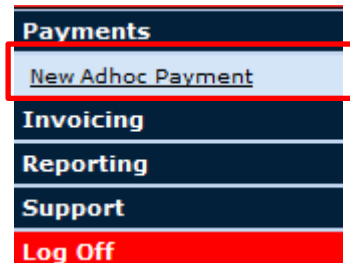 Payments
New Adhoc Payment
Invoicing
Reporting
Support
Log Off